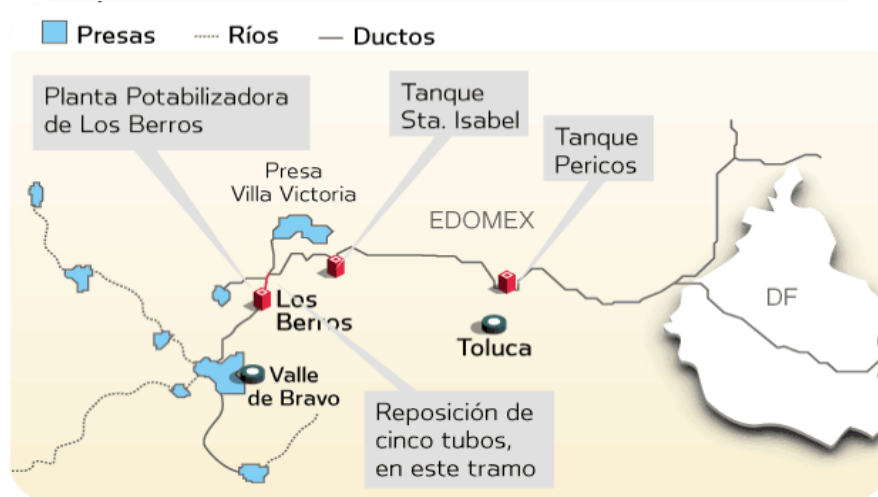 Presas
Ríos
Ductos
Planta Potabilizadora
de Los Berros
Tanque
Sta. Isabel
Tanque
Pericos
Presa
Villa Victoria
EDOMEX
Los
Berros
DF
Toluca
Valle
de Bravo
Reposición de
cinco tubos,
en este tramo